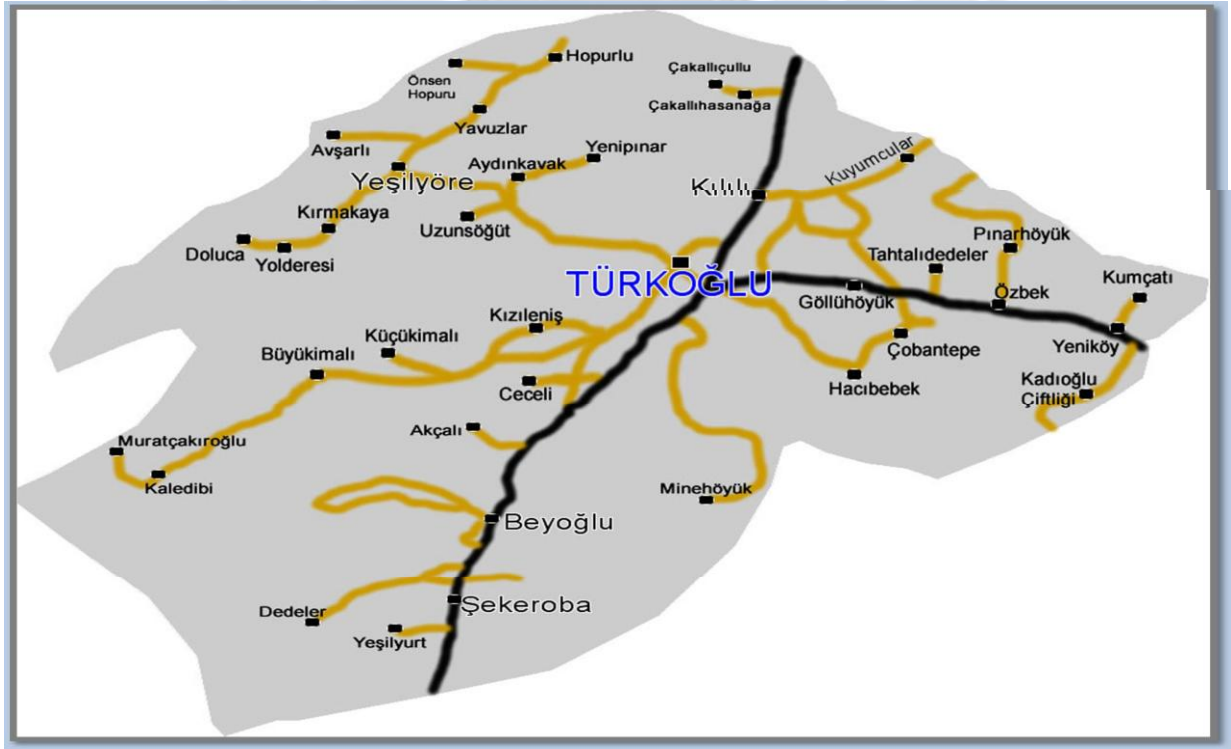 Hopurlu
Çakallıçullu
Önsen
Hopuru
Çakallıhasanağa
Yavuzlar
Avşarlı
Yenipınar
Aydınkavak
Kuyumcular
Yeşilyöre
Kılılı
Kırmakaya
Uzunsöğüt
Pınarhöyük
Doluca
Yolderesi
Tahtalıdedeler
Kumçatı
TÜRKOĞLU
Göllühöyük
Özbek
Kızıleniş
Küçükimalı
Büyükimalı
Çobantepe
Yeniköy
Hacıbebek
Kadıoğlu
Çiftliği
Ceceli
Akçalı
Muratçakıroğlu
Kaledibi
Minehöyük
Beyoğlu
Şekeroba
Dedeler
Yeşilyurt